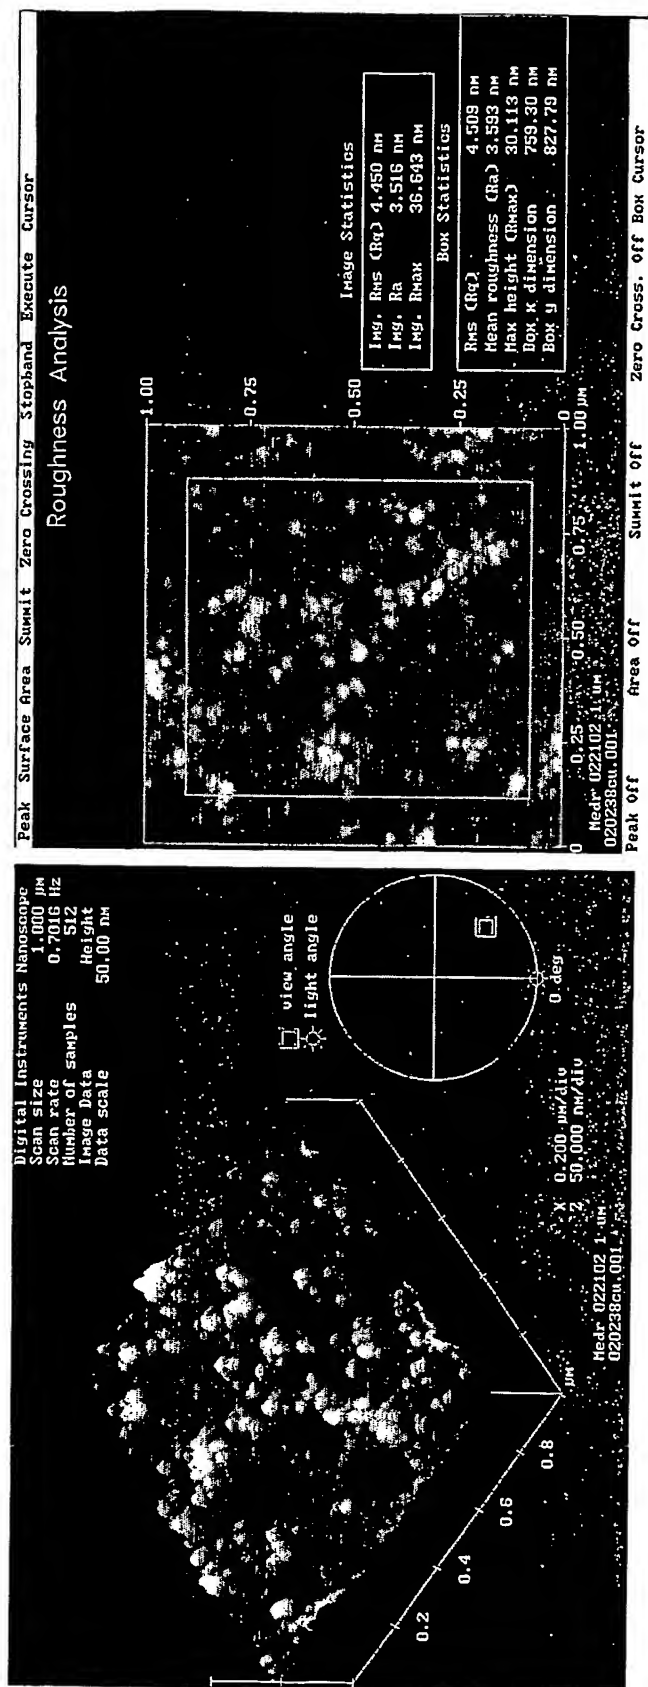 Digital Instruments Nanoscope
Scan size 1.000 µm
Scan rate 0.7016 Hz
Number of samples 512
Image Data Height
Data scale 50.00 nm
view angle
light angle
0 deg
0.2
0.4
0.6
0.8
µm
X 0.200 µm/div
Z 50.000 nm/div
Medr 022102 1 um
020238cu.001
Peak Surface Area Summit Zero Crossing Stopband Execute Cursor
Roughness Analysis
1.00
0.75
0.50
0.25
0
0 0.25 0.50 0.75 1.00 µm
Image Statistics
Img. Rms (Rq) 4.450 nm
Img. Ra 3.516 nm
Img. Rmax 36.643 nm
Box Statistics
Rms (Rq) 4.509 nm
Mean roughness (Ra) 3.593 nm
Max height (Rmax) 30.113 nm
Box x dimension 759.30 nm
Box y dimension 827.79 nm
Medr 022102 1 um
020238cu.001
Peak Off Area Off Summit Off Zero Cross. Off Box Cursor